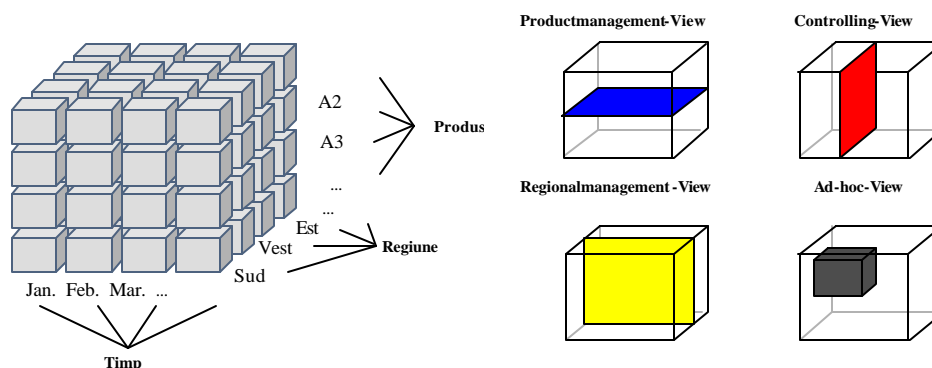 Productmanagement-View
Controlling-View
A2
Produs
A3
...
Regionalmanagement -View
Ad-hoc-View
...
Est
Vest
Regiune
Sud
Jan. Feb. Mar. ...
Timp